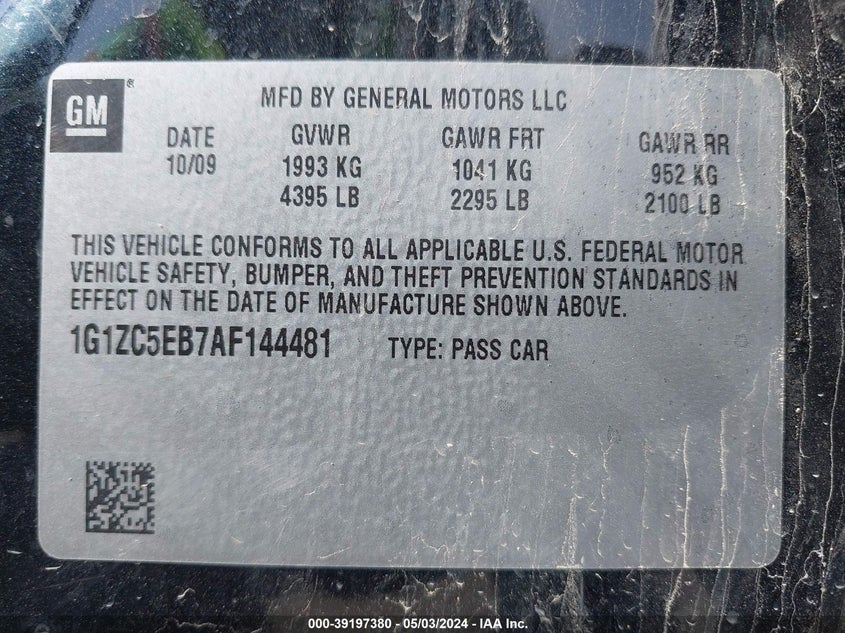 GM ®
MFD BY GENERAL MOTORS LLC
DATE GVWR GAWR FRT GAWR RR
10/09 1993 KG 1041 KG 952 KG
4395 LB 2295 LB 2100 LB
THIS VEHICLE CONFORMS TO ALL APPLICABLE U.S. FEDERAL MOTOR
VEHICLE SAFETY, BUMPER, AND THEFT PREVENTION STANDARDS IN
EFFECT ON THE DATE OF MANUFACTURE SHOWN ABOVE.
1G1ZC5EB7AF144481 TYPE: PASS CAR
000-39197380 - 05/03/2024 - IAA Inc.